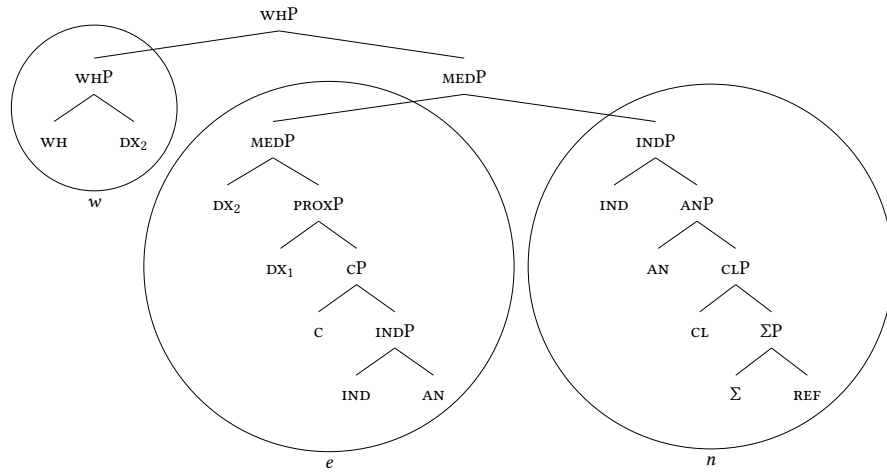 WHP
WHP MEDP
WH DX₂ MEDP INDP
w DX₂ PROXP IND ANP
DX₁ CP AN CLP
C INDP CL ΣP
IND AN Σ REF
e n